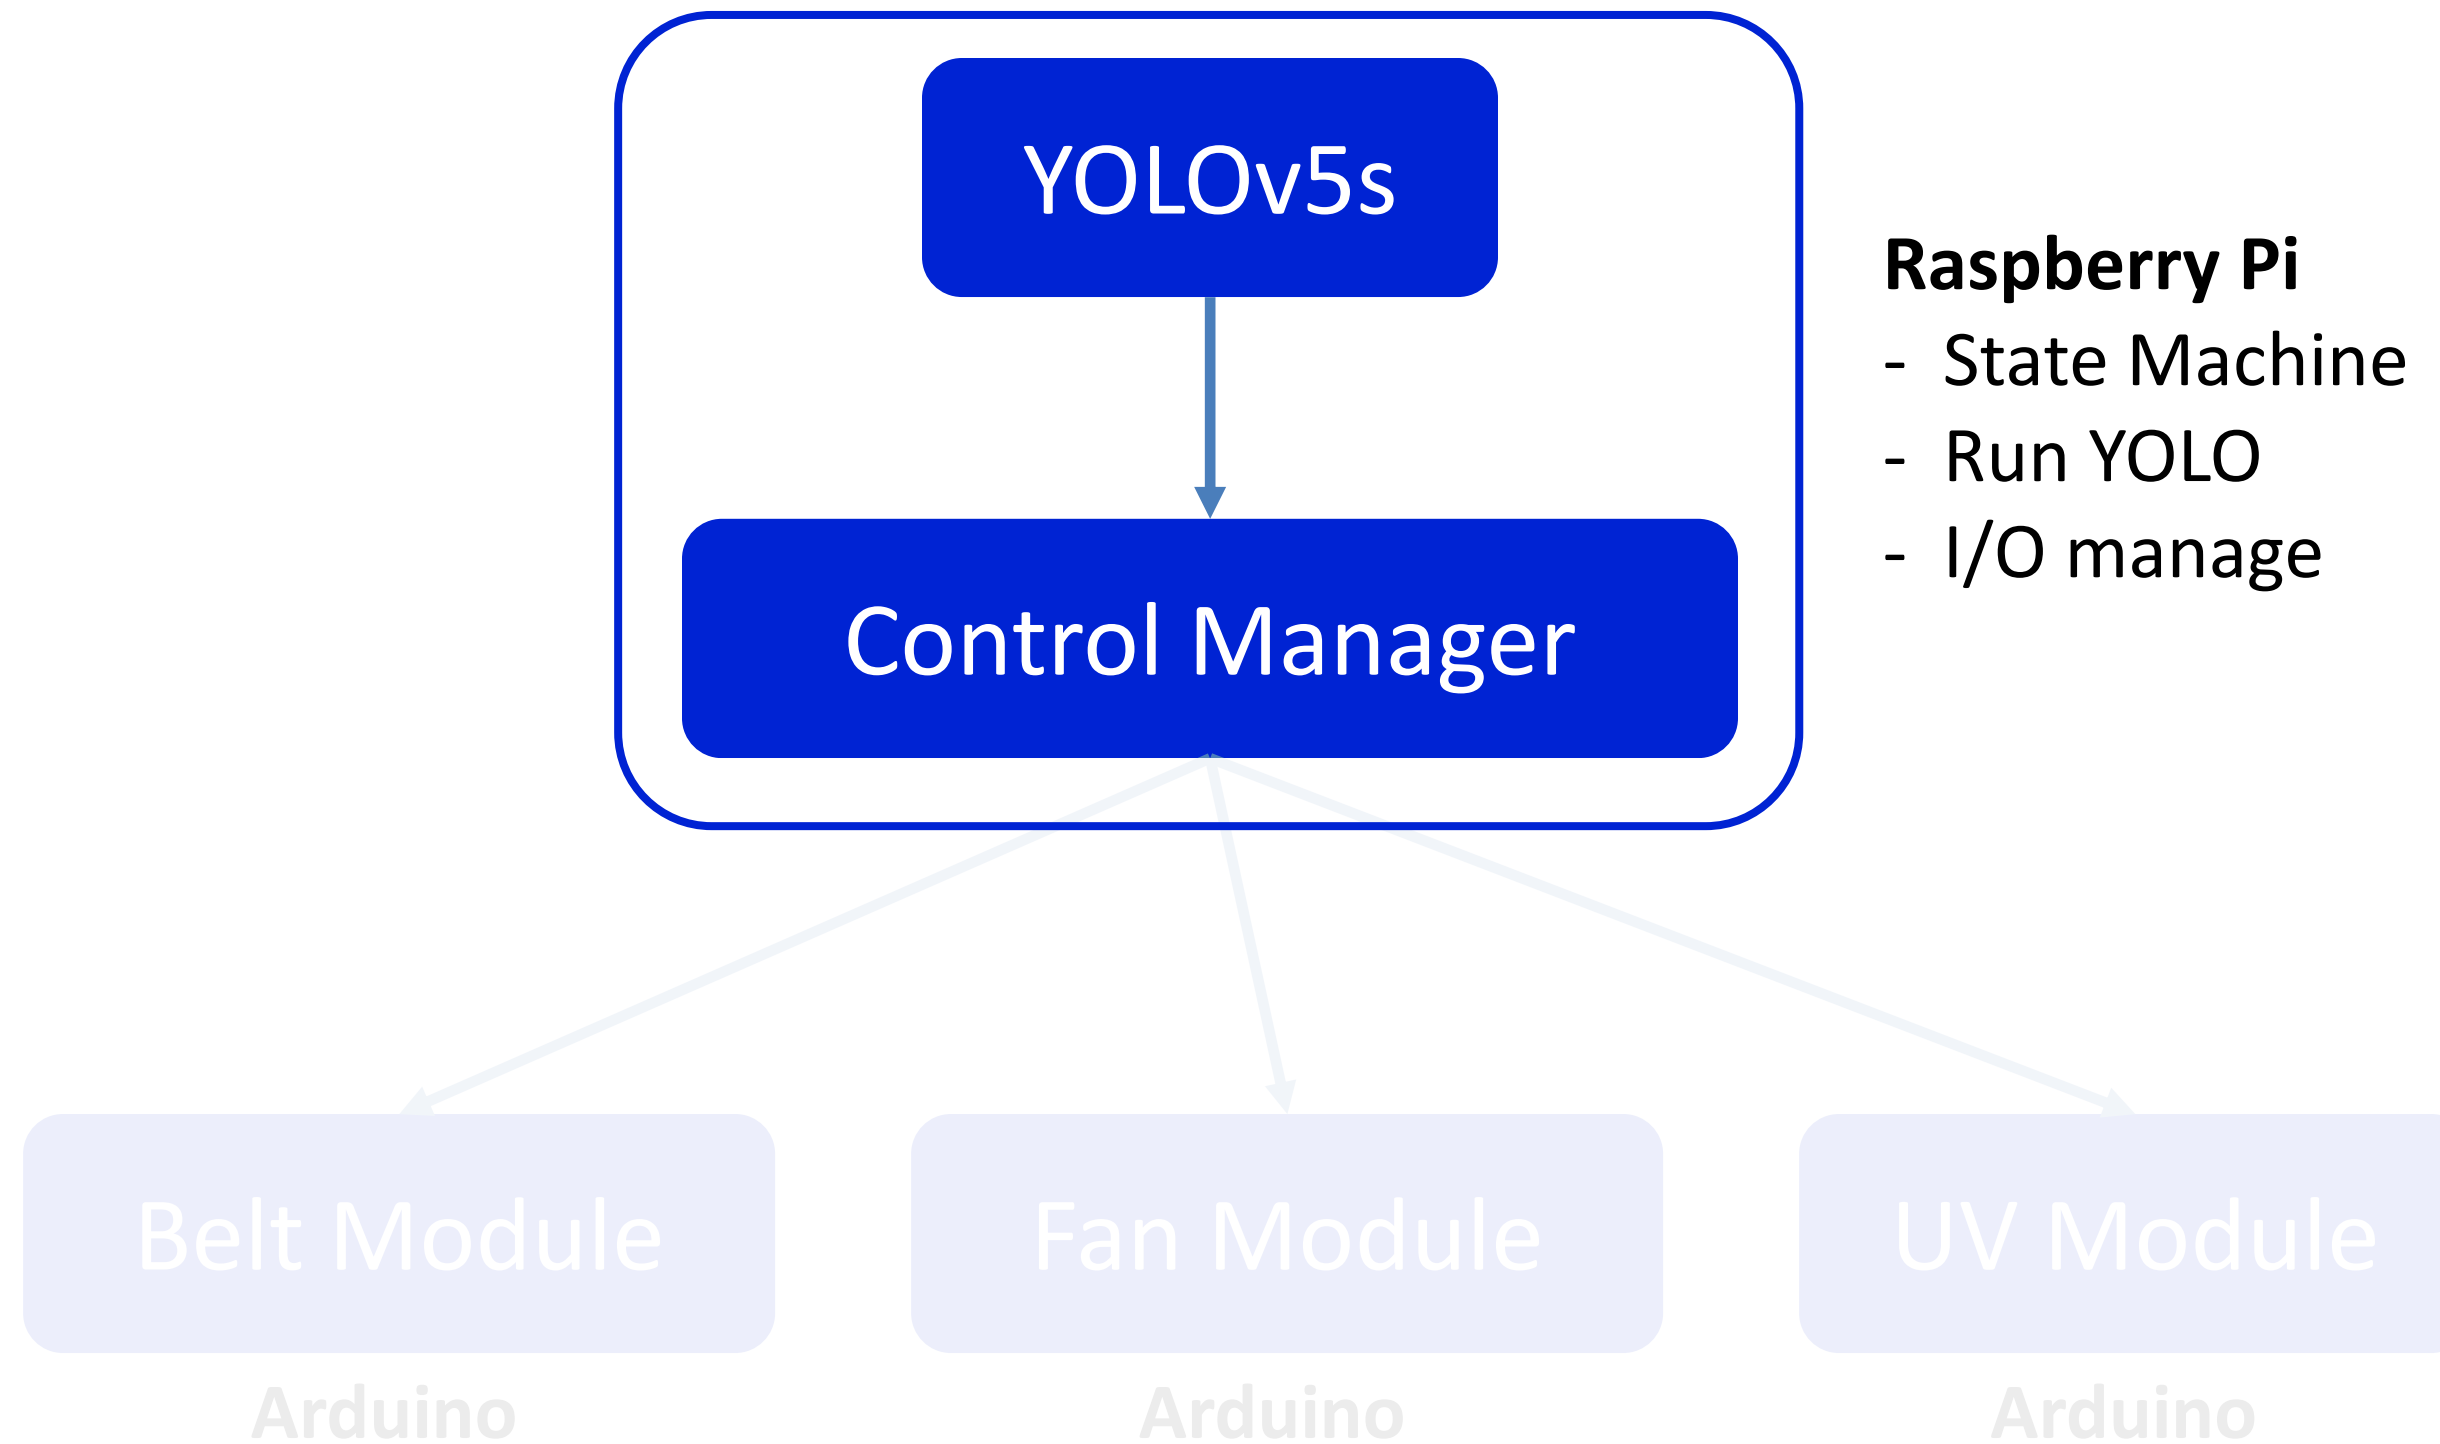 YOLOv5s
Raspberry Pi
- State Machine
- Run YOLO
- I/O manage
Control Manager
Belt Module
Fan Module
UV Module
Arduino
Arduino
Arduino